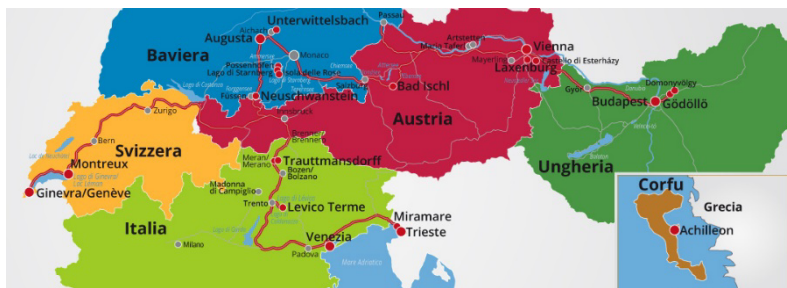 Unterwittelsbach
Passau
Aichach
Augusta
Baviera
Monaco
Possenhofen
Lago di Starnberg
Isola delle Rose
Füssen
Neuschwanstein
Salzburg
Bad Ischl
Artstetten
Maria Taferl
Vienna
Mayerling
Laxenburg
Castello di Esterházy
Austria
Innsbruck
Győr
Budapest
Domonyvölgy
Gödöllő
Ungheria
Zurigo
Bern
Svizzera
Montreux
Ginevra/Genève
Brennero
Meran/
Merano
Trauttmansdorff
Bozen/
Bolzano
Madonna
di Campiglio
Trento
Levico Terme
Italia
Milano
Padova
Venezia
Miramare
Trieste
Mare Adriatico
Corfu
Grecia
Achilleon